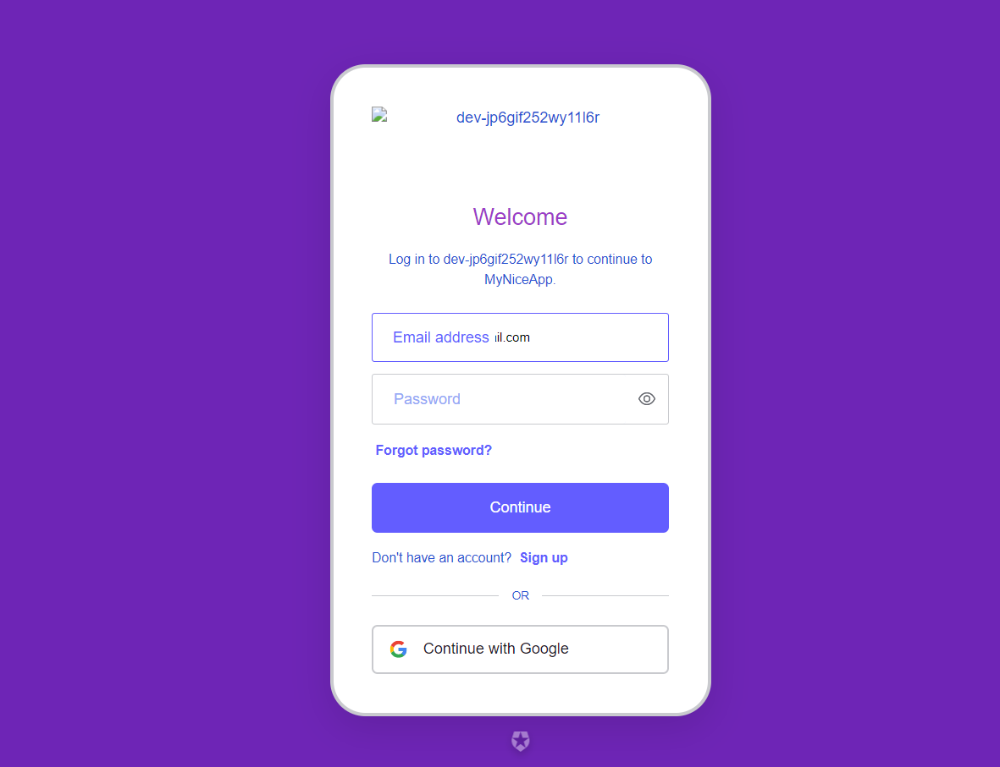 dev-jp6gif252wy11l6r
Welcome
Log in to dev-jp6gif252wy11l6r to continue to
MyNiceApp.
Email address il.com
Password
Forgot password?
Continue
Don't have an account? Sign up
OR
Continue with Google